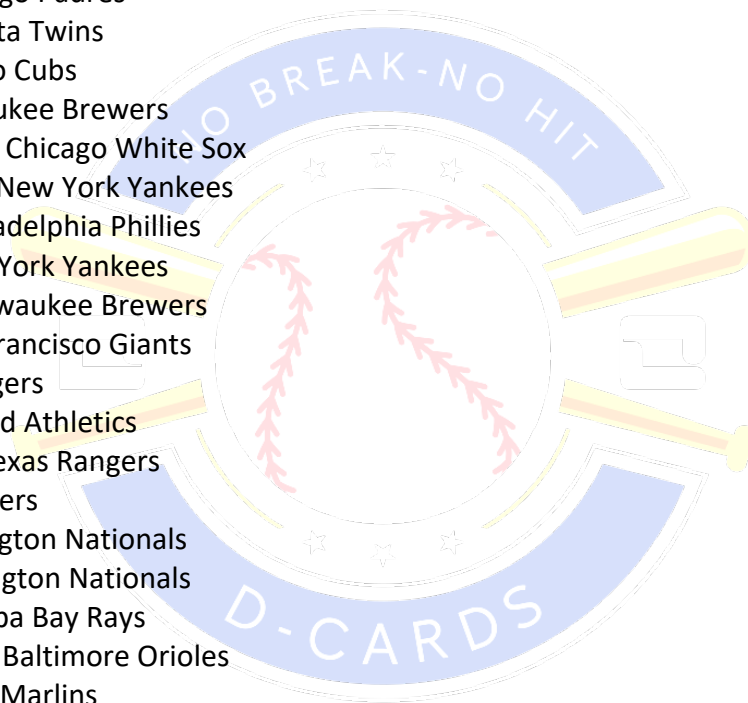 go Padres
ta Twins
o Cubs
ukee Brewers
Chicago White Sox
New York Yankees
adelphia Phillies
York Yankees
waukee Brewers
rancisco Giants
gers
d Athletics
exas Rangers
ers
gton Nationals
gton Nationals
pa Bay Rays
Baltimore Orioles
Marlins
NO BREAK-NO HIT
D-CARDS